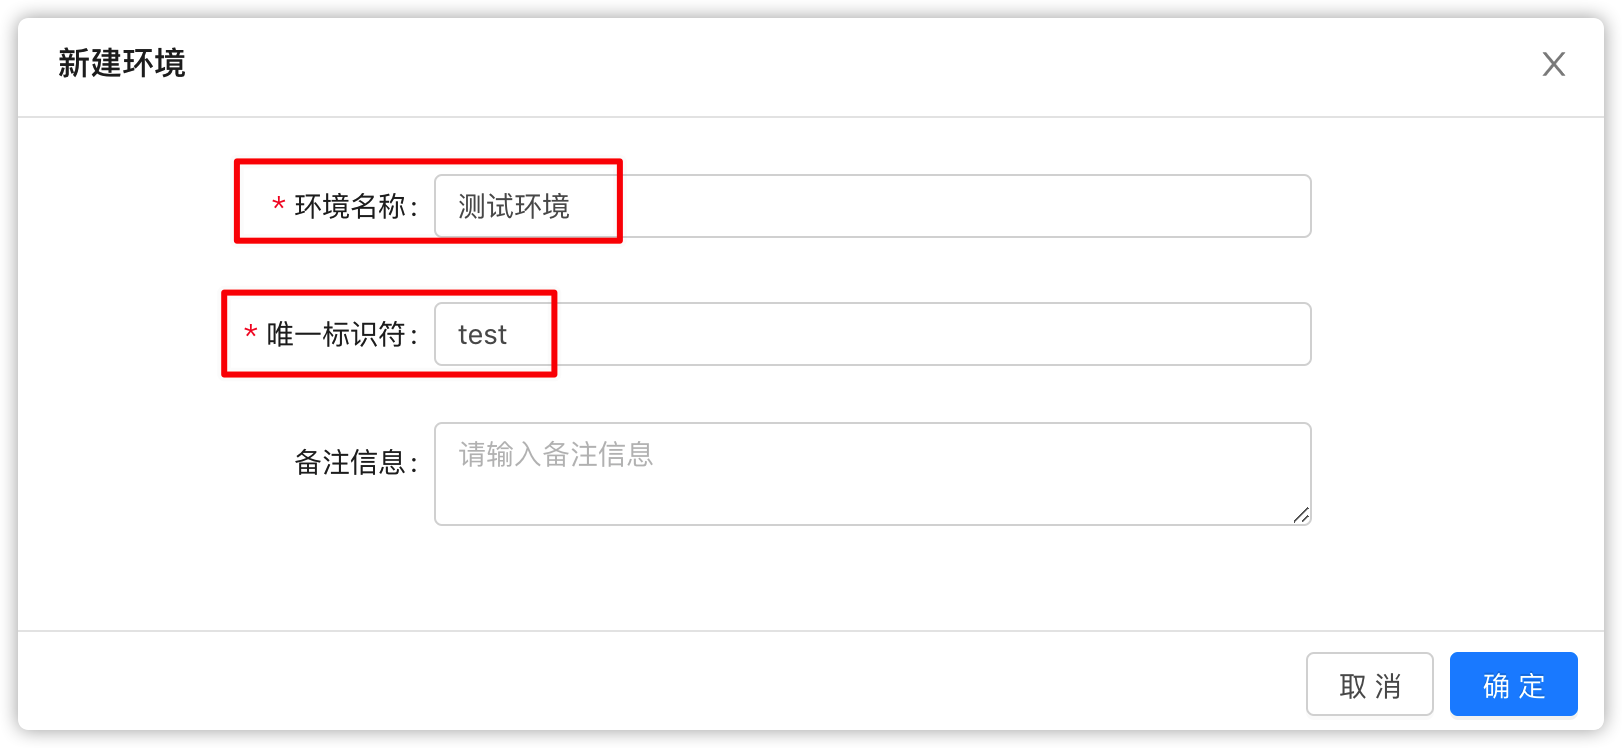 新建环境
* 环境名称: 测试环境
* 唯一标识符: test
备注信息: 请输入备注信息
取 消 确 定